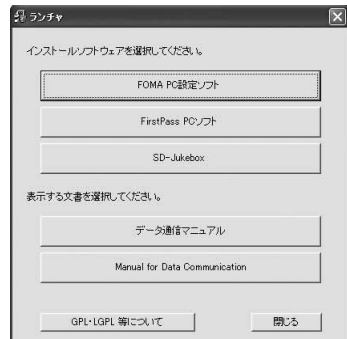 ランチャ
インストールソフトウェアを選択してください。
FOMA PC設定ソフト
FirstPass PCソフト
SD-Jukebox
表示する文書を選択してください。
データ通信マニュアル
Manual for Data Communication
GPL・LGPL 等について
閉じる